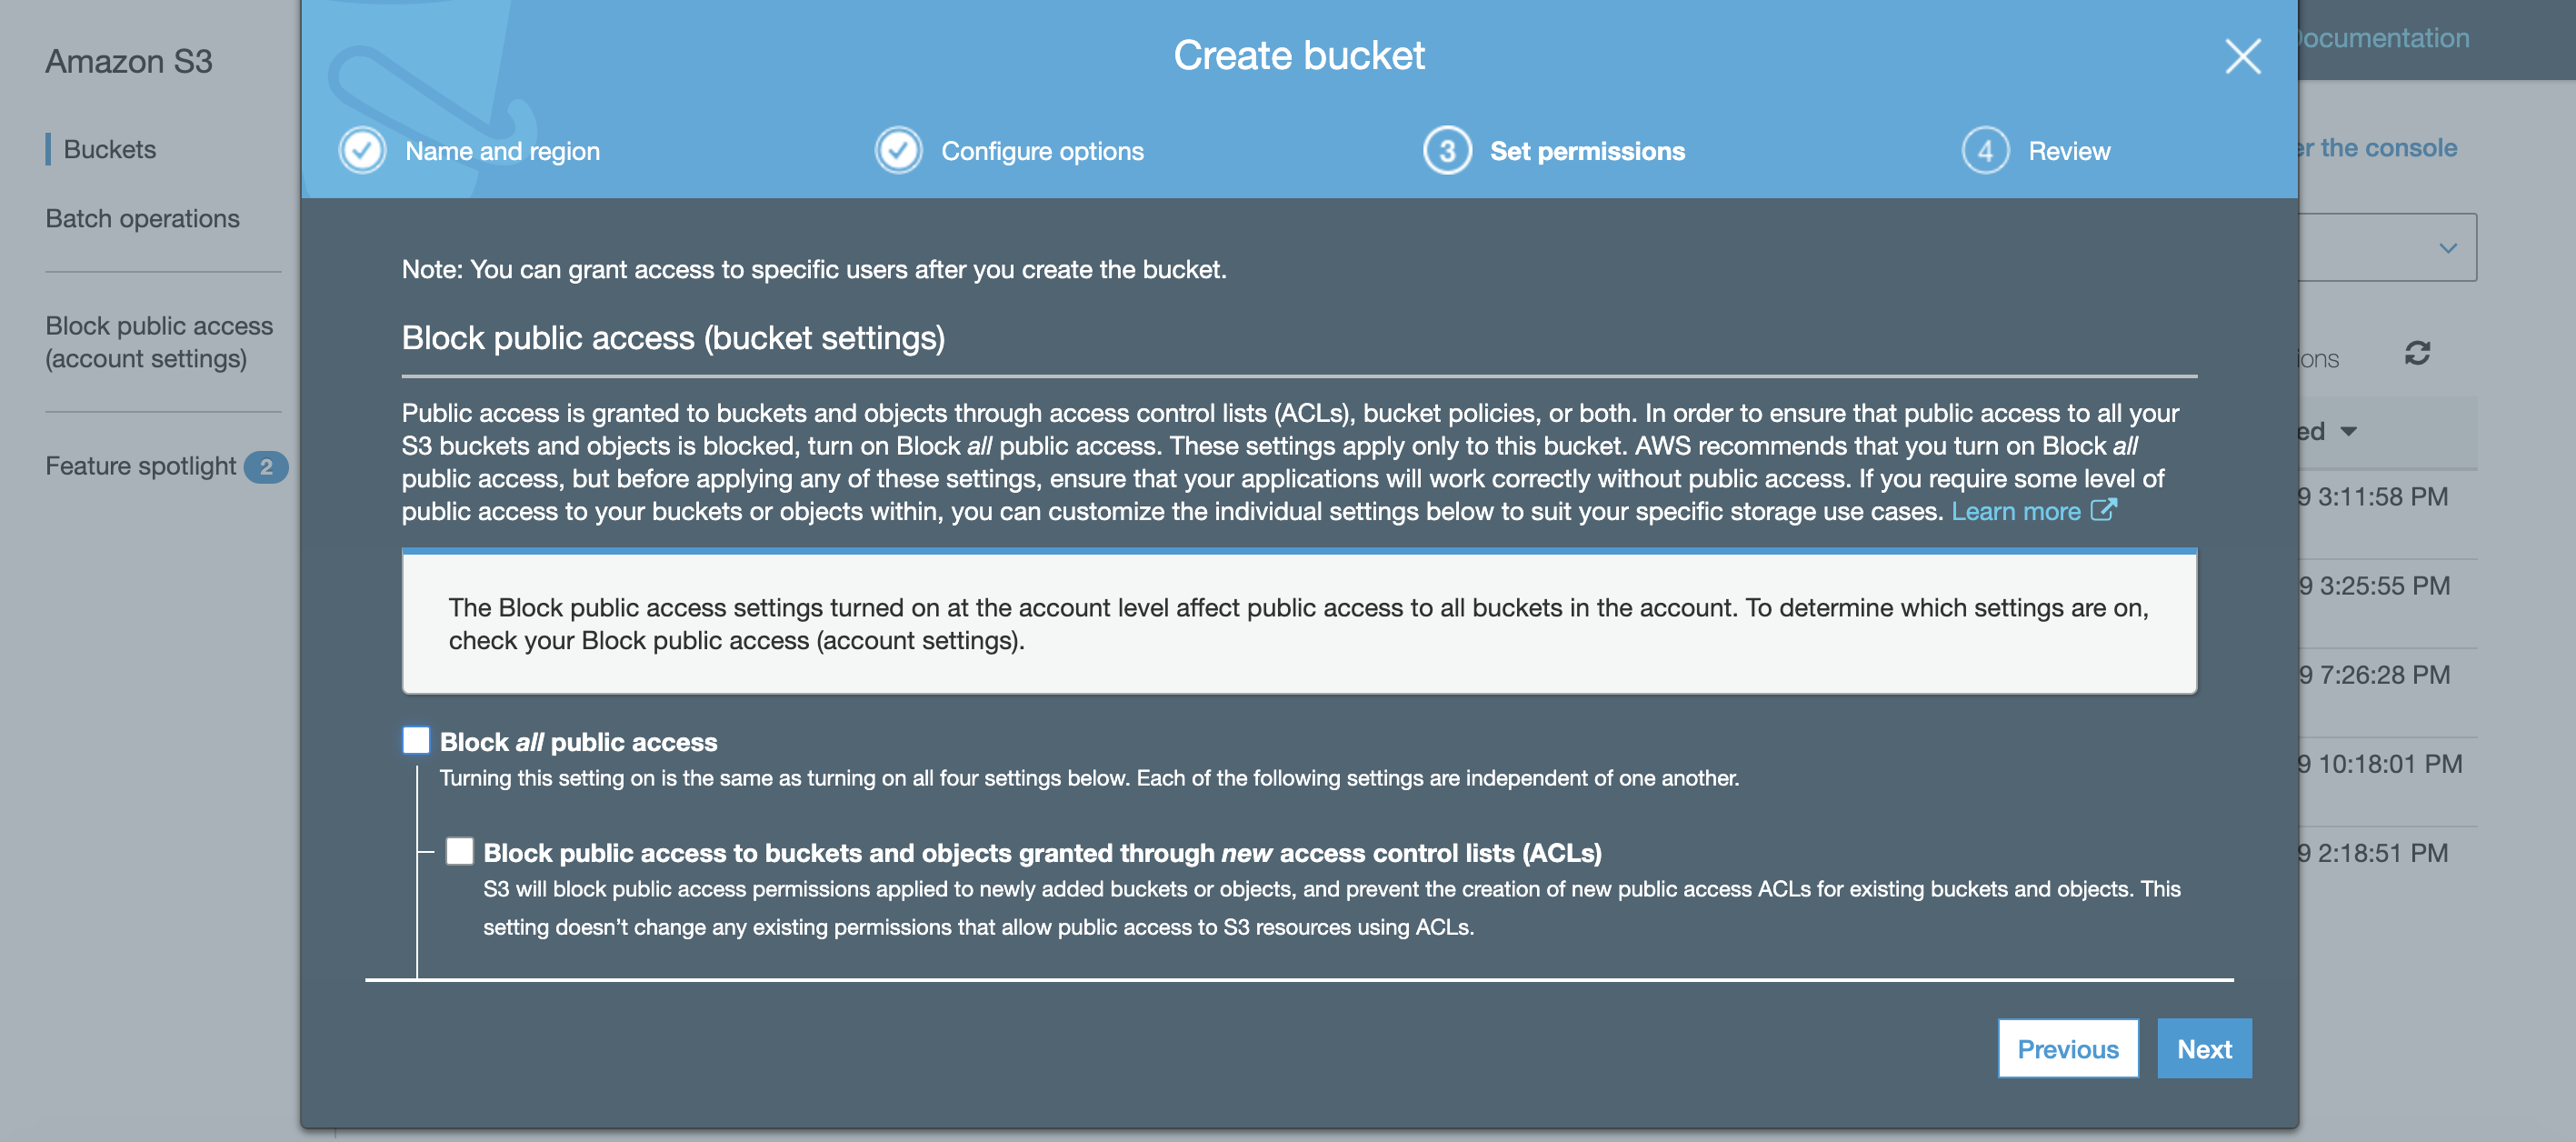 Amazon S3
Buckets
Batch operations
Block public access
(account settings)
Feature spotlight 2
Create bucket
Name and region
Configure options
3 Set permissions
4 Review
Note: You can grant access to specific users after you create the bucket.
Block public access (bucket settings)
Public access is granted to buckets and objects through access control lists (ACLs), bucket policies, or both. In order to ensure that public access to all your
S3 buckets and objects is blocked, turn on Block all public access. These settings apply only to this bucket. AWS recommends that you turn on Block all
public access, but before applying any of these settings, ensure that your applications will work correctly without public access. If you require some level of
public access to your buckets or objects within, you can customize the individual settings below to suit your specific storage use cases. Learn more
The Block public access settings turned on at the account level affect public access to all buckets in the account. To determine which settings are on,
check your Block public access (account settings).
Block all public access
Turning this setting on is the same as turning on all four settings below. Each of the following settings are independent of one another.
Block public access to buckets and objects granted through new access control lists (ACLs)
S3 will block public access permissions applied to newly added buckets or objects, and prevent the creation of new public access ACLs for existing buckets and objects. This
setting doesn't change any existing permissions that allow public access to S3 resources using ACLs.
Previous
Next
ocumentation
er the console
ions
ed
9 3:11:58 PM
9 3:25:55 PM
9 7:26:28 PM
9 10:18:01 PM
9 2:18:51 PM